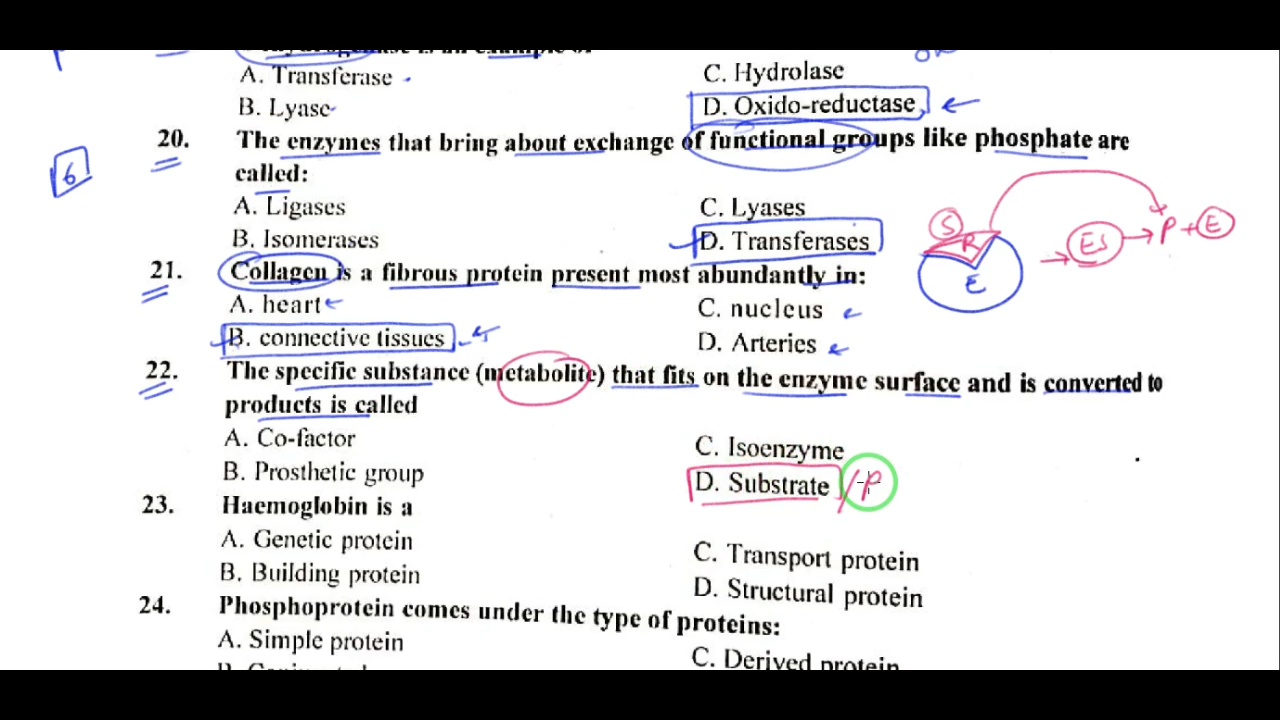 is an example of
A. Transferase
C. Hydrolase
B. Lyase
D. Oxido-reductase
6
20. The enzymes that bring about exchange of functional groups like phosphate are
called:
A. Ligases
C. Lyases
B. Isomerases
D. Transferases
S
R
E
→ ES → P + E
21. Collagen is a fibrous protein present most abundantly in:
A. heart
C. nucleus
B. connective tissues
D. Arteries
22. The specific substance (metabolite) that fits on the enzyme surface and is converted to
products is called
A. Co-factor
C. Isoenzyme
B. Prosthetic group
D. Substrate /P
23. Haemoglobin is a
A. Genetic protein
C. Transport protein
B. Building protein
D. Structural protein
24. Phosphoprotein comes under the type of proteins:
A. Simple protein
C. Derived protein